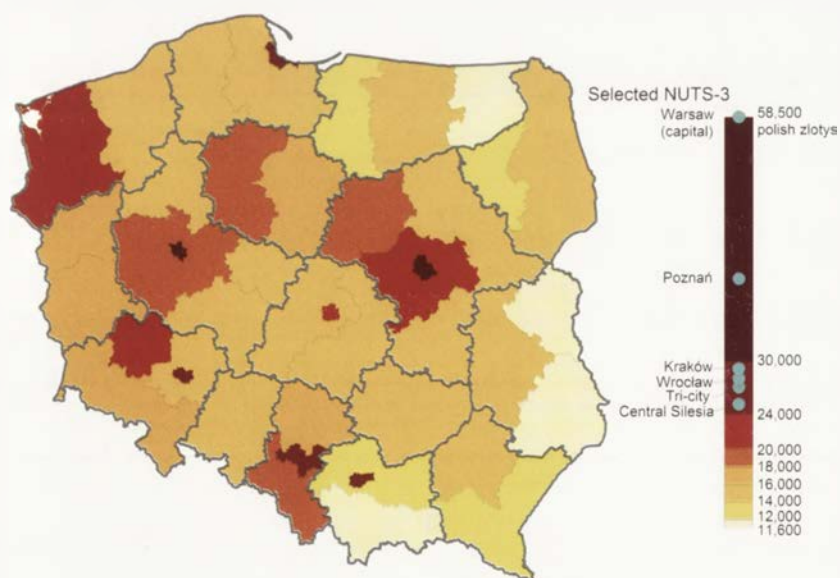 Selected NUTS-3
Warsaw
(capital)
58,500
polish zlotys
Poznań
30,000
Kraków
Wrocław
Tri-city
Central Silesia
24,000
20,000
18,000
16,000
14,000
12,000
11,600